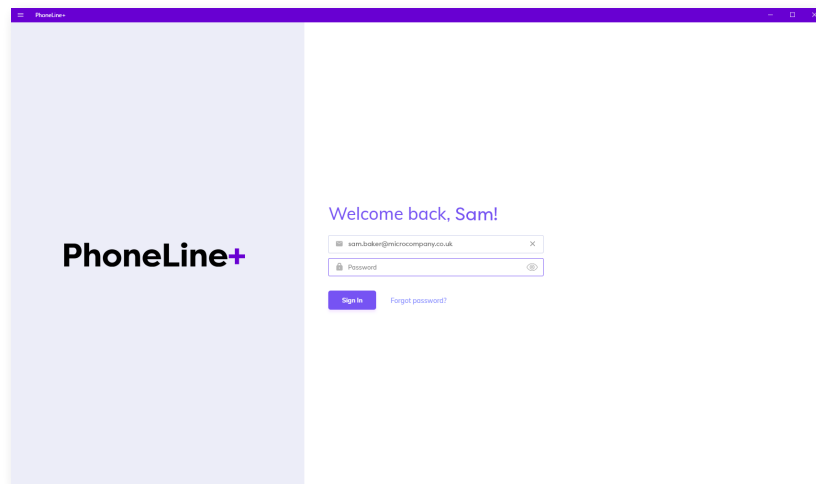 PhoneLine+
PhoneLine+
Welcome back, Sam!
sam.baker@microcompany.co.uk
Password
Sign In
Forgot password?